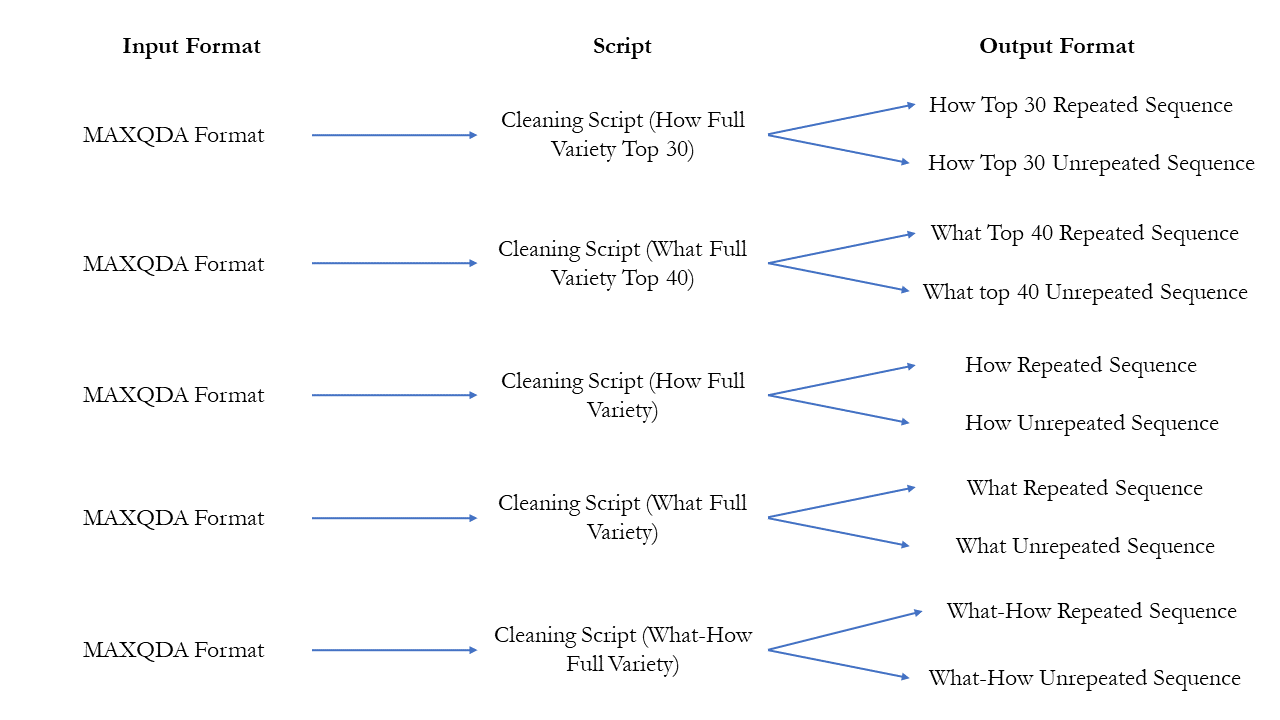 Input Format
Script
Output Format
MAXQDA Format
Cleaning Script (How Full
Variety Top 30)
How Top 30 Repeated Sequence
How Top 30 Unrepeated Sequence
MAXQDA Format
Cleaning Script (What Full
Variety Top 40)
What Top 40 Repeated Sequence
What top 40 Unrepeated Sequence
MAXQDA Format
Cleaning Script (How Full
Variety)
How Repeated Sequence
How Unrepeated Sequence
MAXQDA Format
Cleaning Script (What Full
Variety)
What Repeated Sequence
What Unrepeated Sequence
MAXQDA Format
Cleaning Script (What-How
Full Variety)
What-How Repeated Sequence
What-How Unrepeated Sequence